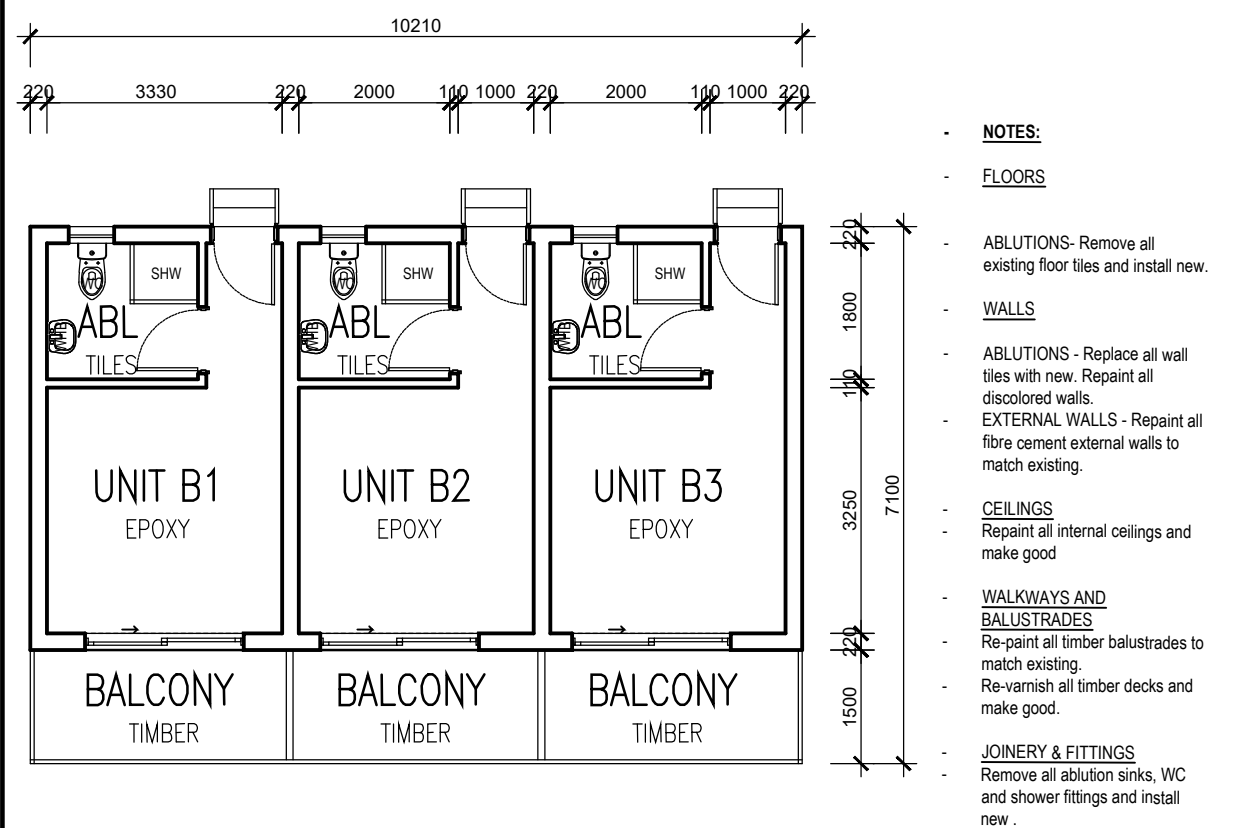 10210
220 3330 220 2000 110 1000 220 2000 110 1000 220
SHW SHW SHW
WC WC WC
ABL ABL ABL
WHB WHB WHB
TILES TILES TILES
UNIT B1 UNIT B2 UNIT B3
EPOXY EPOXY EPOXY
BALCONY BALCONY BALCONY
TIMBER TIMBER TIMBER
220
1800
110
3250
220
1500
7100
- NOTES:
- FLOORS
- ABLUTIONS- Remove all
existing floor tiles and install new.
- WALLS
- ABLUTIONS - Replace all wall
tiles with new. Repaint all
discolored walls.
- EXTERNAL WALLS - Repaint all
fibre cement external walls to
match existing.
- CEILINGS
- Repaint all internal ceilings and
make good
- WALKWAYS AND
BALUSTRADES
- Re-paint all timber balustrades to
match existing.
- Re-varnish all timber decks and
make good.
- JOINERY & FITTINGS
- Remove all ablution sinks, WC
and shower fittings and install
new .